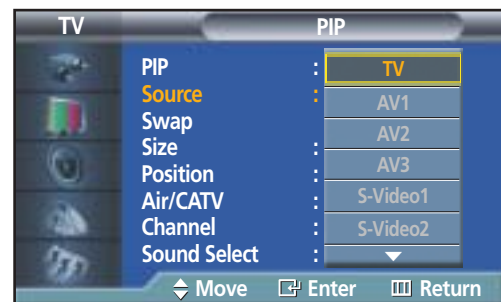 TV PIP
PIP : TV
Source : AV1
Swap AV2
Size : AV3
Position : S-Video1
Air/CATV : S-Video2
Channel :
Sound Select :
Move Enter Return